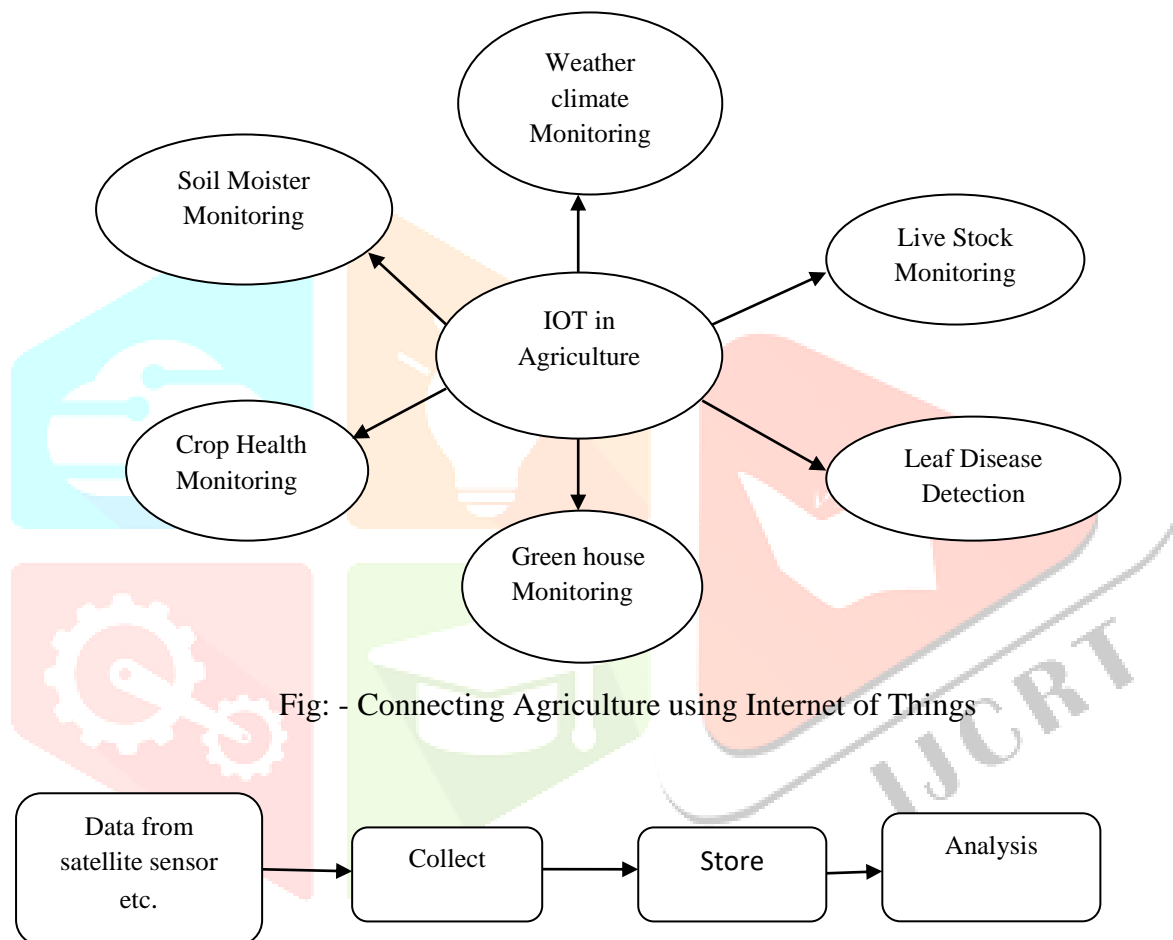 Weather
climate
Monitoring
Soil Moister
Monitoring
Live Stock
Monitoring
IOT in
Agriculture
Crop Health
Monitoring
Leaf Disease
Detection
Green house
Monitoring
Fig: - Connecting Agriculture using Internet of Things
IJCRT
Data from
satellite sensor
etc.
Collect
Store
Analysis